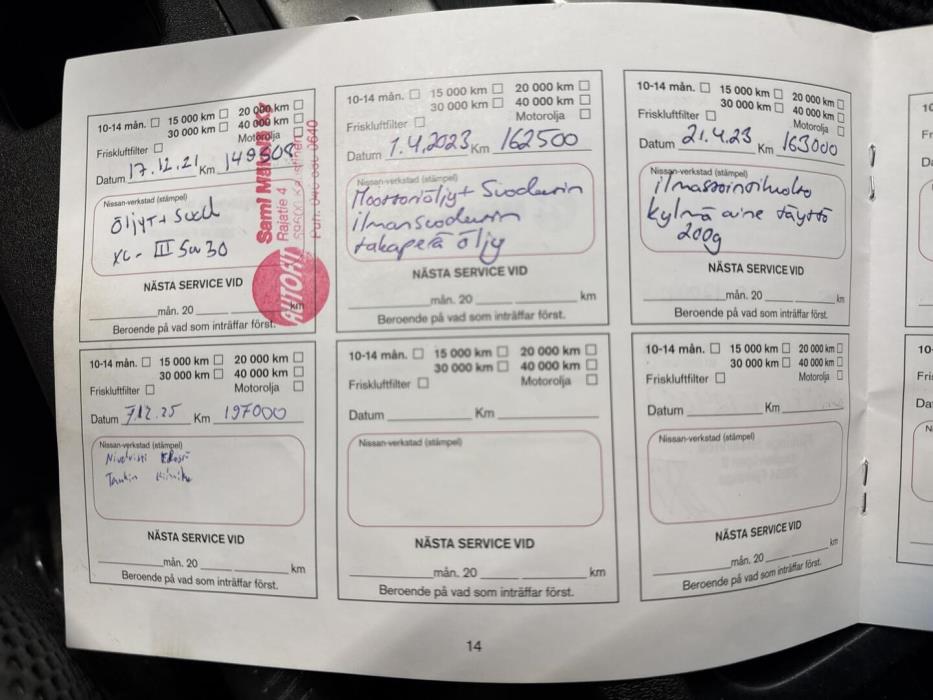 10-14 mån. 15 000 km 20 000 km
30 000 km 40 000 km
Friskluftfilter Motorolja
Datum 17.12.21 Km
Nissan-verkstad (stämpel)
Öljyt + suod
XC - III 5w30
Sami
Rajatie 4
AUTOFIT
NÄSTA SERVICE VID
mån. 20 km
Beroende på vad som inträffar först.
10-14 mån. 15 000 km 20 000 km
30 000 km 40 000 km
Friskluftfilter Motorolja
Datum 1.4.2023 Km 162500
Nissan-verkstad (stämpel)
Moottoriöljy + Suodatin
ilmansuodatin
takaperä öljy
NÄSTA SERVICE VID
mån. 20 km
Beroende på vad som inträffar först.
10-14 mån. 15 000 km 20 000 km
30 000 km 40 000 km
Friskluftfilter Motorolja
Datum 21.4.23 Km 163000
Nissan-verkstad (stämpel)
ilmastointihuolto
kylmäaine täyttö
200g
NÄSTA SERVICE VID
mån. 20 km
Beroende på vad som inträffar först.
10-14 mån. 15 000 km 20 000 km
30 000 km 40 000 km
Friskluftfilter Motorolja
Datum 7.12.25 Km 197000
Nissan-verkstad (stämpel)
NÄSTA SERVICE VID
mån. 20 km
Beroende på vad som inträffar först.
10-14 mån. 15 000 km 20 000 km
30 000 km 40 000 km
Friskluftfilter Motorolja
Datum Km
Nissan-verkstad (stämpel)
NÄSTA SERVICE VID
mån. 20 km
Beroende på vad som inträffar först.
10-14 mån. 15 000 km 20 000 km
30 000 km 40 000 km
Friskluftfilter Motorolja
Datum Km
Nissan-verkstad (stämpel)
NÄSTA SERVICE VID
mån. 20 km
Beroende på vad som inträffar först.
14